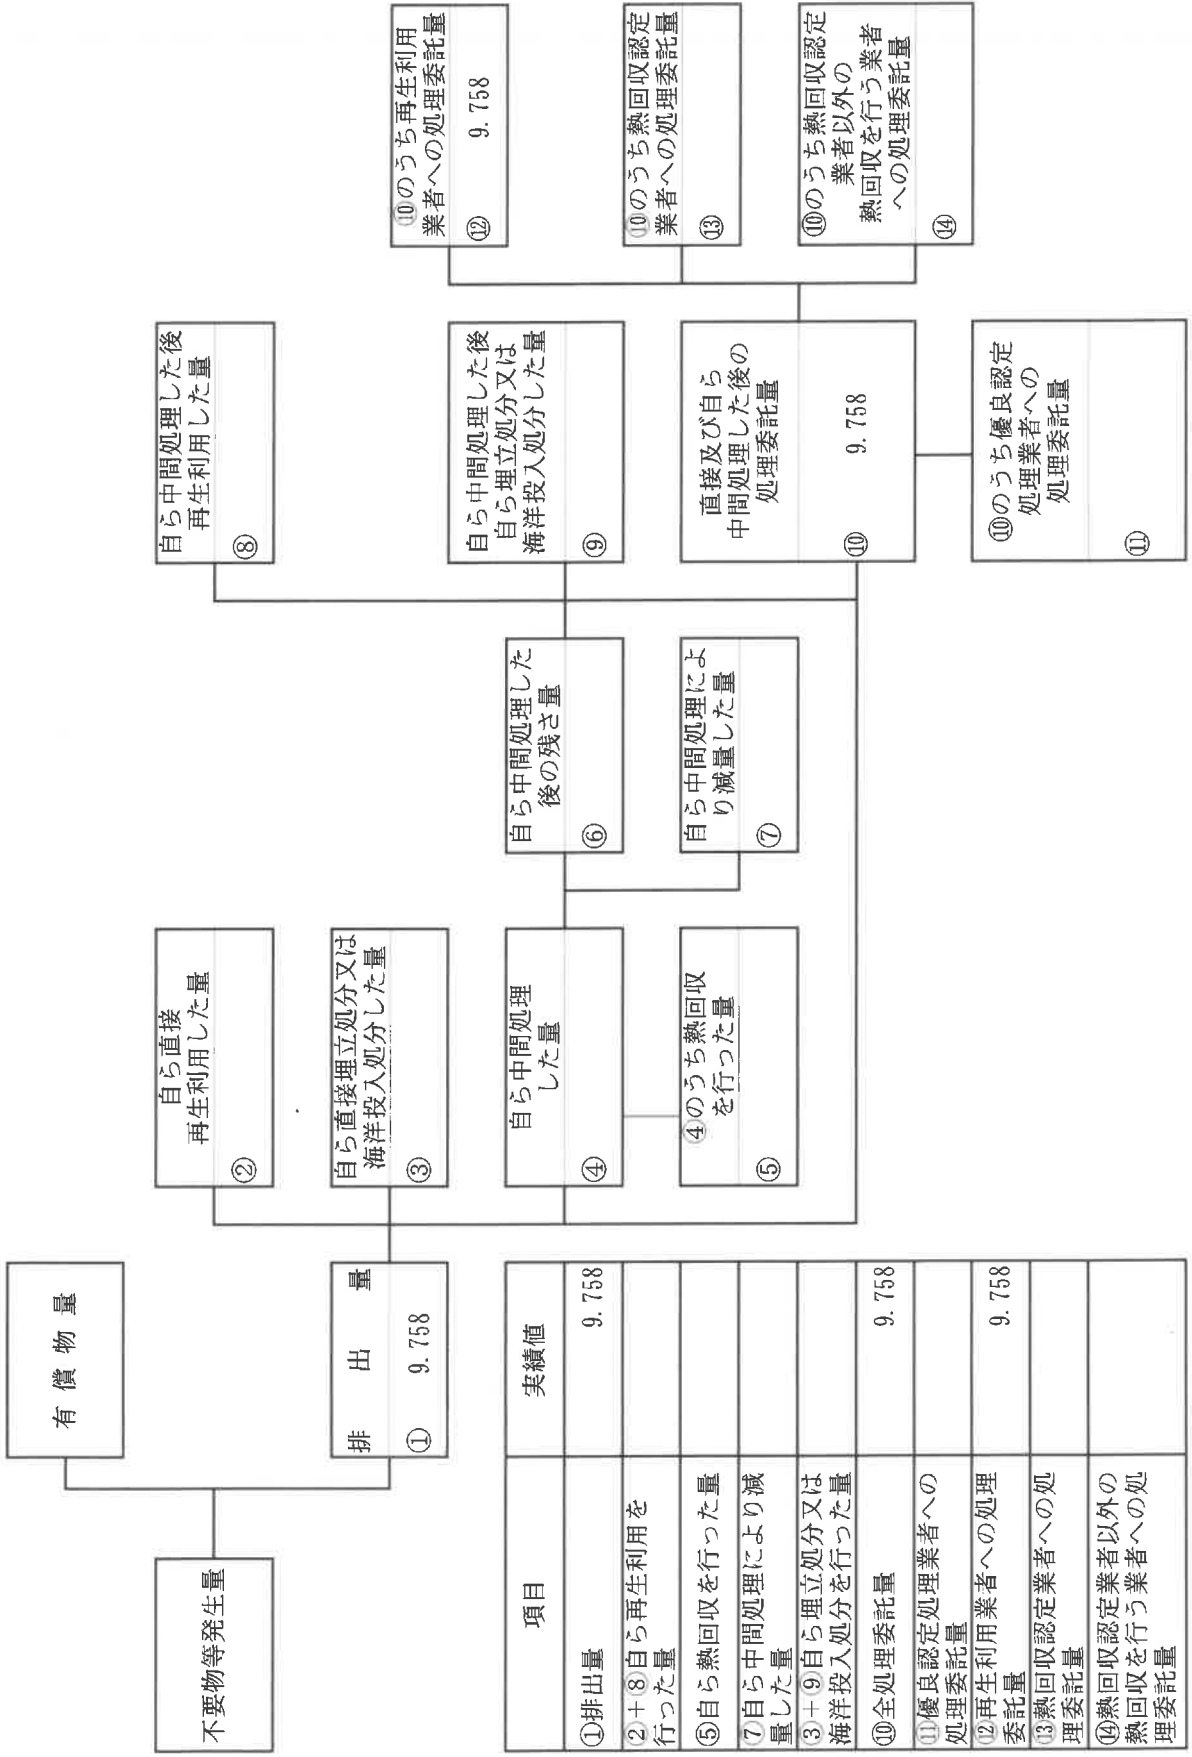 不要物等発生量
有償物量
排出量
① 9.758
自ら直接
再生利用した量
②
自ら直接埋立処分又は
海洋投入処分した量
③
自ら中間処理
した量
④
④のうち熱回収
を行った量
⑤
自ら中間処理した
後の残さ量
⑥
自ら中間処理によ
り減量した量
⑦
自ら中間処理した後
再生利用した量
⑧
自ら中間処理した後
自ら埋立処分又は
海洋投入処分した量
⑨
直接及び自ら
中間処理した後の
処理委託量
⑩ 9.758
⑩のうち優良認定
処理業者への
処理委託量
⑪
⑩のうち再生利用
業者への処理委託量
⑫ 9.758
⑩のうち熱回収認定
業者への処理委託量
⑬
⑩のうち熱回収認定
業者以外の
熱回収を行う業者
への処理委託量
⑭
項目 実績値
①排出量 9.758
②+⑧自ら再生利用を
行った量
⑤自ら熱回収を行った量
⑦自ら中間処理により減
量した量
③+⑨自ら埋立処分又は
海洋投入処分を行った量
⑩全処理委託量 9.758
⑪優良認定処理業者への
処理委託量
⑫再生利用業者への処理
委託量 9.758
⑬熱回収認定業者への処
理委託量
⑭熱回収認定業者以外の
熱回収を行う業者への処
理委託量